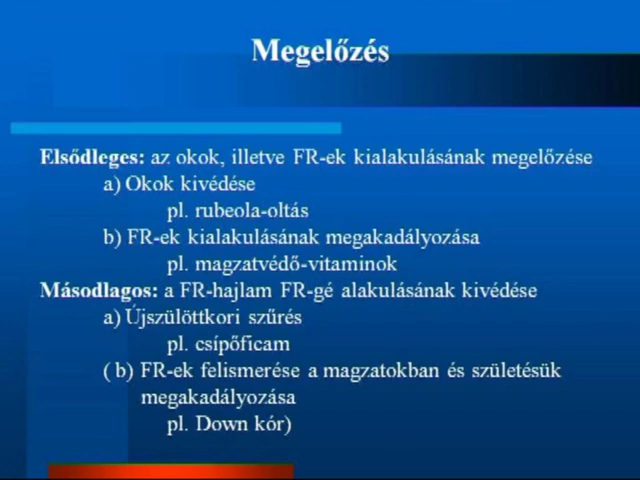 Megelőzés
Elsődleges: az okok, illetve FR-ek kialakulásának megelőzése
a) Okok kivédése
pl. rubeola-oltás
b) FR-ek kialakulásának megakadályozása
pl. magzatvédő-vitaminok
Másodlagos: a FR-hajlam FR-gé alakulásának kivédése
a) Újszülöttkori szűrés
pl. csípőficam
( b) FR-ek felismerése a magzatokban és születésük
megakadályozása
pl. Down kór)